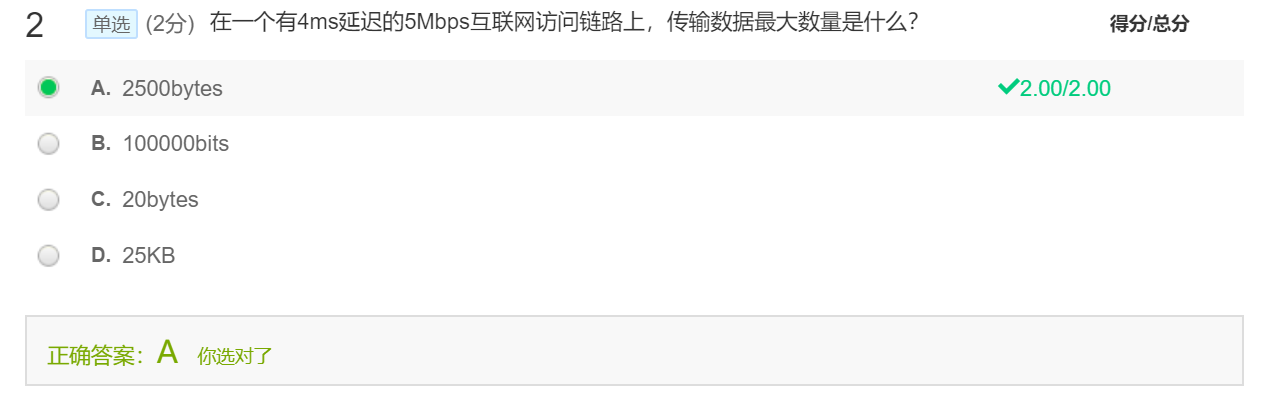 2 单选 (2分) 在一个有4ms延迟的5Mbps互联网访问链路上，传输数据最大数量是什么? 得分/总分
A. 2500bytes 2.00/2.00
B. 100000bits
C. 20bytes
D. 25KB
正确答案：A 你选对了